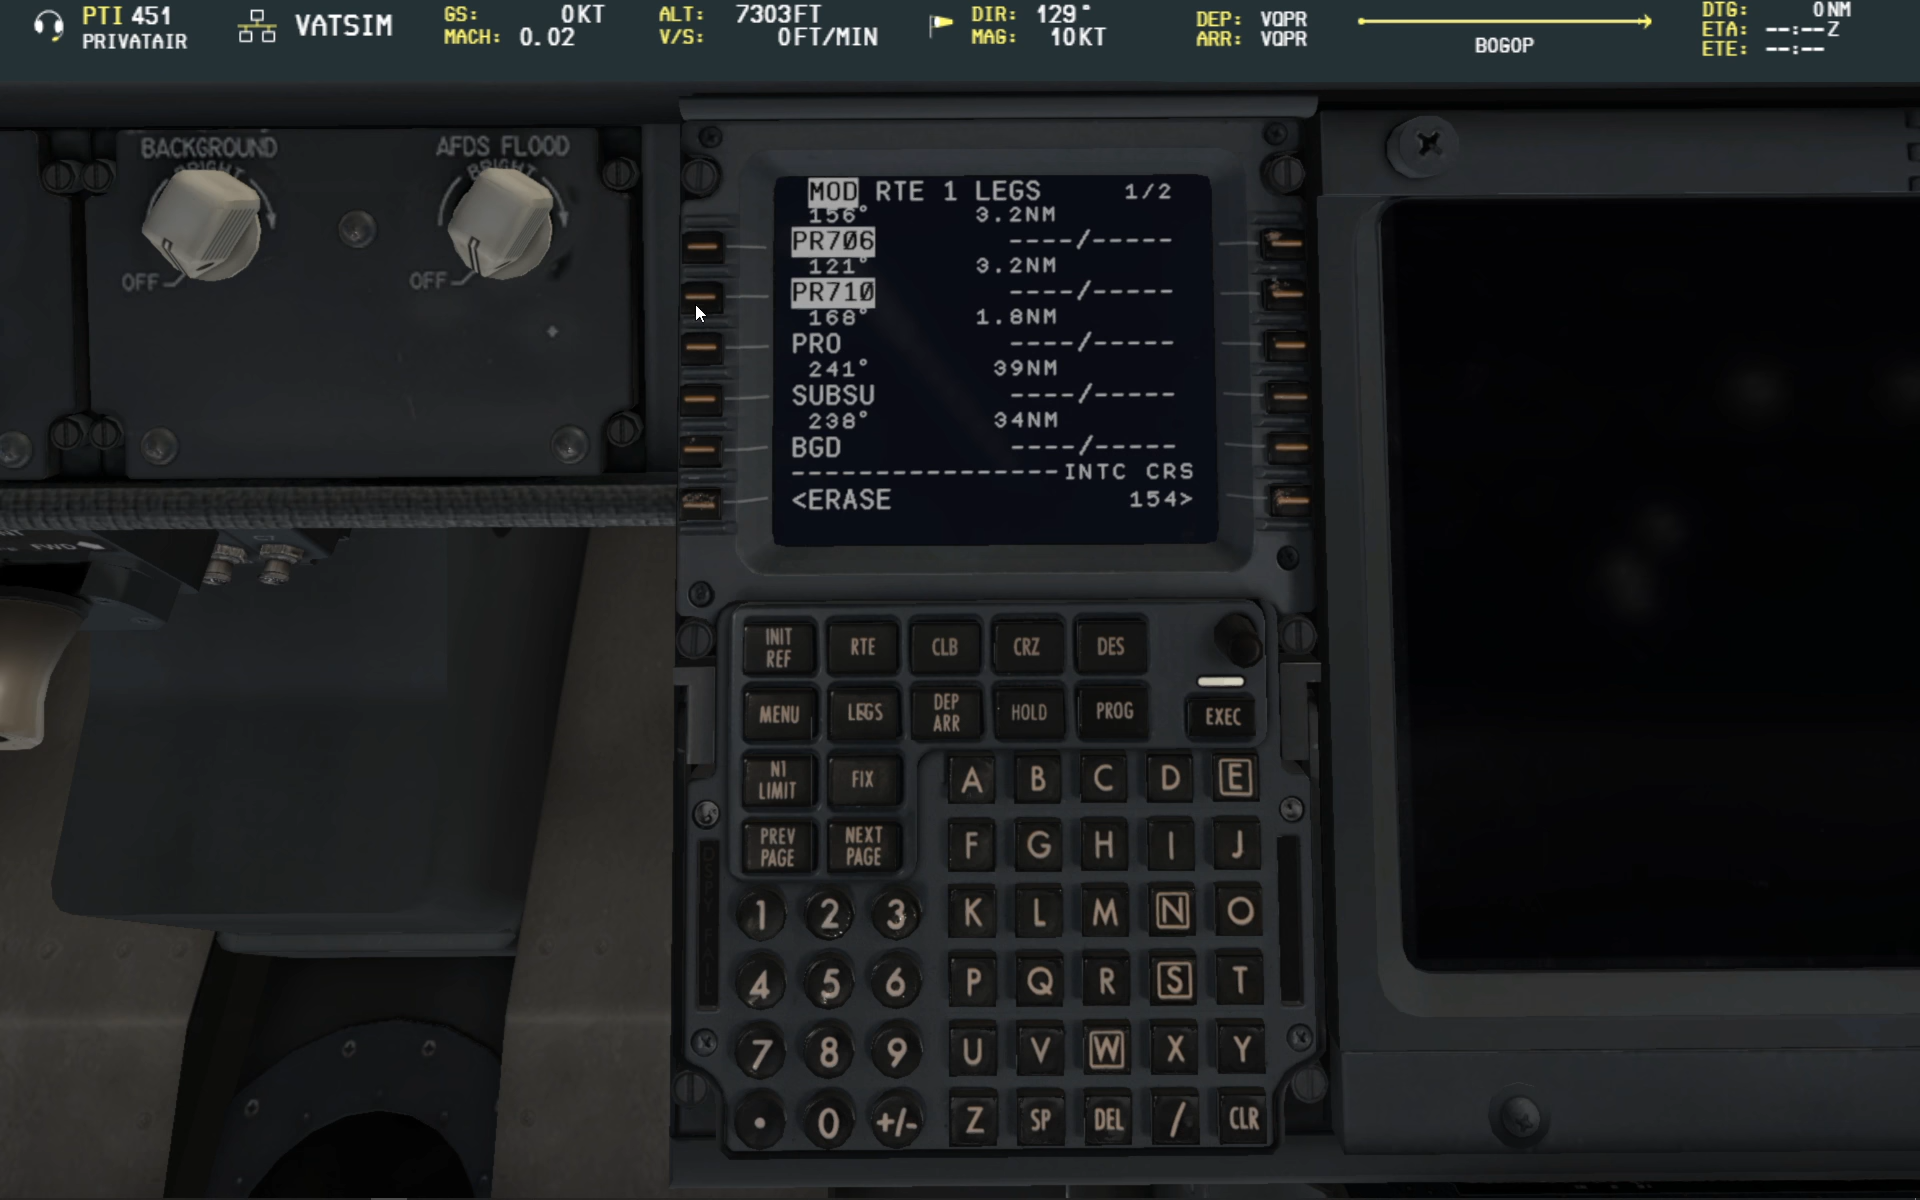 PTI 451
PRIVATAIR
VATSIM
GS: 0KT
MACH: 0.02
ALT: 7303FT
V/S: 0FT/MIN
DIR: 129°
MAG: 10KT
DEP: VQPR
ARR: VQPR
BOGOP
DTG: 0NM
ETA: --:--Z
ETE: --:--
BACKGROUND
BRIGHT
OFF
AFDS FLOOD
BRIGHT
OFF
FWD
MOD RTE 1 LEGS 1/2
156° 3.2NM
PR706 ----/-----
121° 3.2NM
PR710 ----/-----
168° 1.8NM
PRO ----/-----
241° 39NM
SUBSU ----/-----
238° 34NM
BGD ----/-----
----------------INTC CRS
<ERASE 154>
INIT REF RTE CLB CRZ DES
MENU LEGS DEP ARR HOLD PROG EXEC
N1 LIMIT FIX
PREV PAGE NEXT PAGE
A B C D E
F G H I J
1 2 3 K L M N O
4 5 6 P Q R S T
7 8 9 U V W X Y
. 0 +/- Z SP DEL / CLR